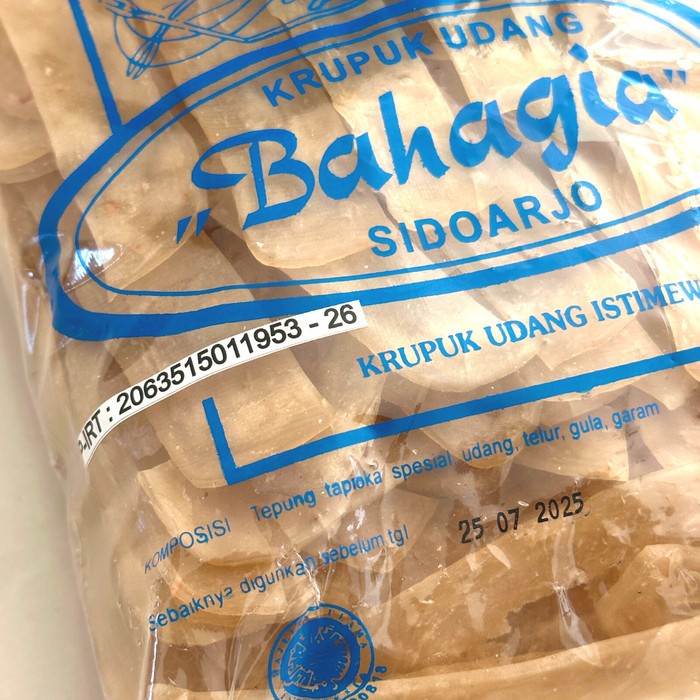 KRUPUK UDANG
"Bahagia"
SIDOARJO
KRUPUK UDANG ISTIMEW
P-IRT : 2063515011953 - 26
KOMPOSISI Tepung tapioka spesial udang, telur, gula, garam
Sebaiknya digunkan sebelum tgl 25 07 2025